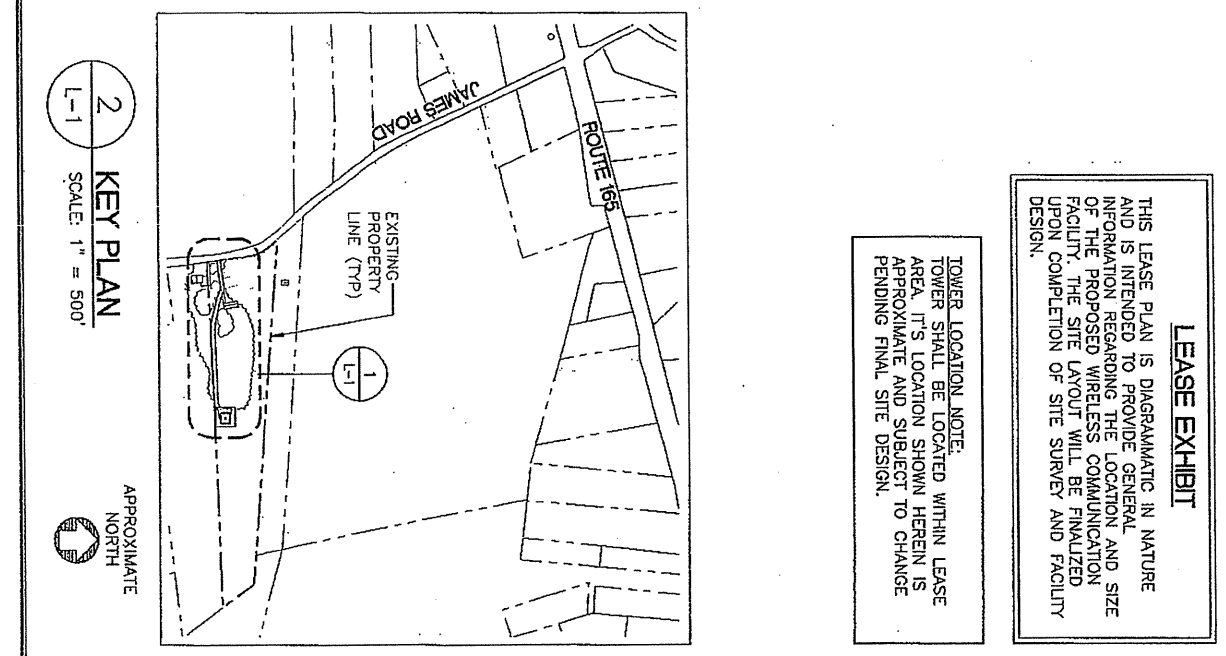 LEASE EXHIBIT
THIS LEASE PLAN IS DIAGRAMMATIC IN NATURE
AND IS INTENDED TO PROVIDE GENERAL
INFORMATION REGARDING THE LOCATION AND SIZE
OF THE PROPOSED WIRELESS COMMUNICATION
FACILITY. THE SITE LAYOUT WILL BE FINALIZED
UPON COMPLETION OF SITE SURVEY AND FACILITY
DESIGN.
TOWER LOCATION NOTE:
TOWER SHALL BE LOCATED WITHIN LEASE
AREA. IT'S LOCATION SHOWN HEREIN IS
APPROXIMATE AND SUBJECT TO CHANGE
PENDING FINAL SITE DESIGN.
ROUTE 165
JAMES ROAD
EXISTING
PROPERTY
LINE (TYP)
1
L-1
2
L-1
KEY PLAN
SCALE: 1" = 500'
APPROXIMATE
NORTH